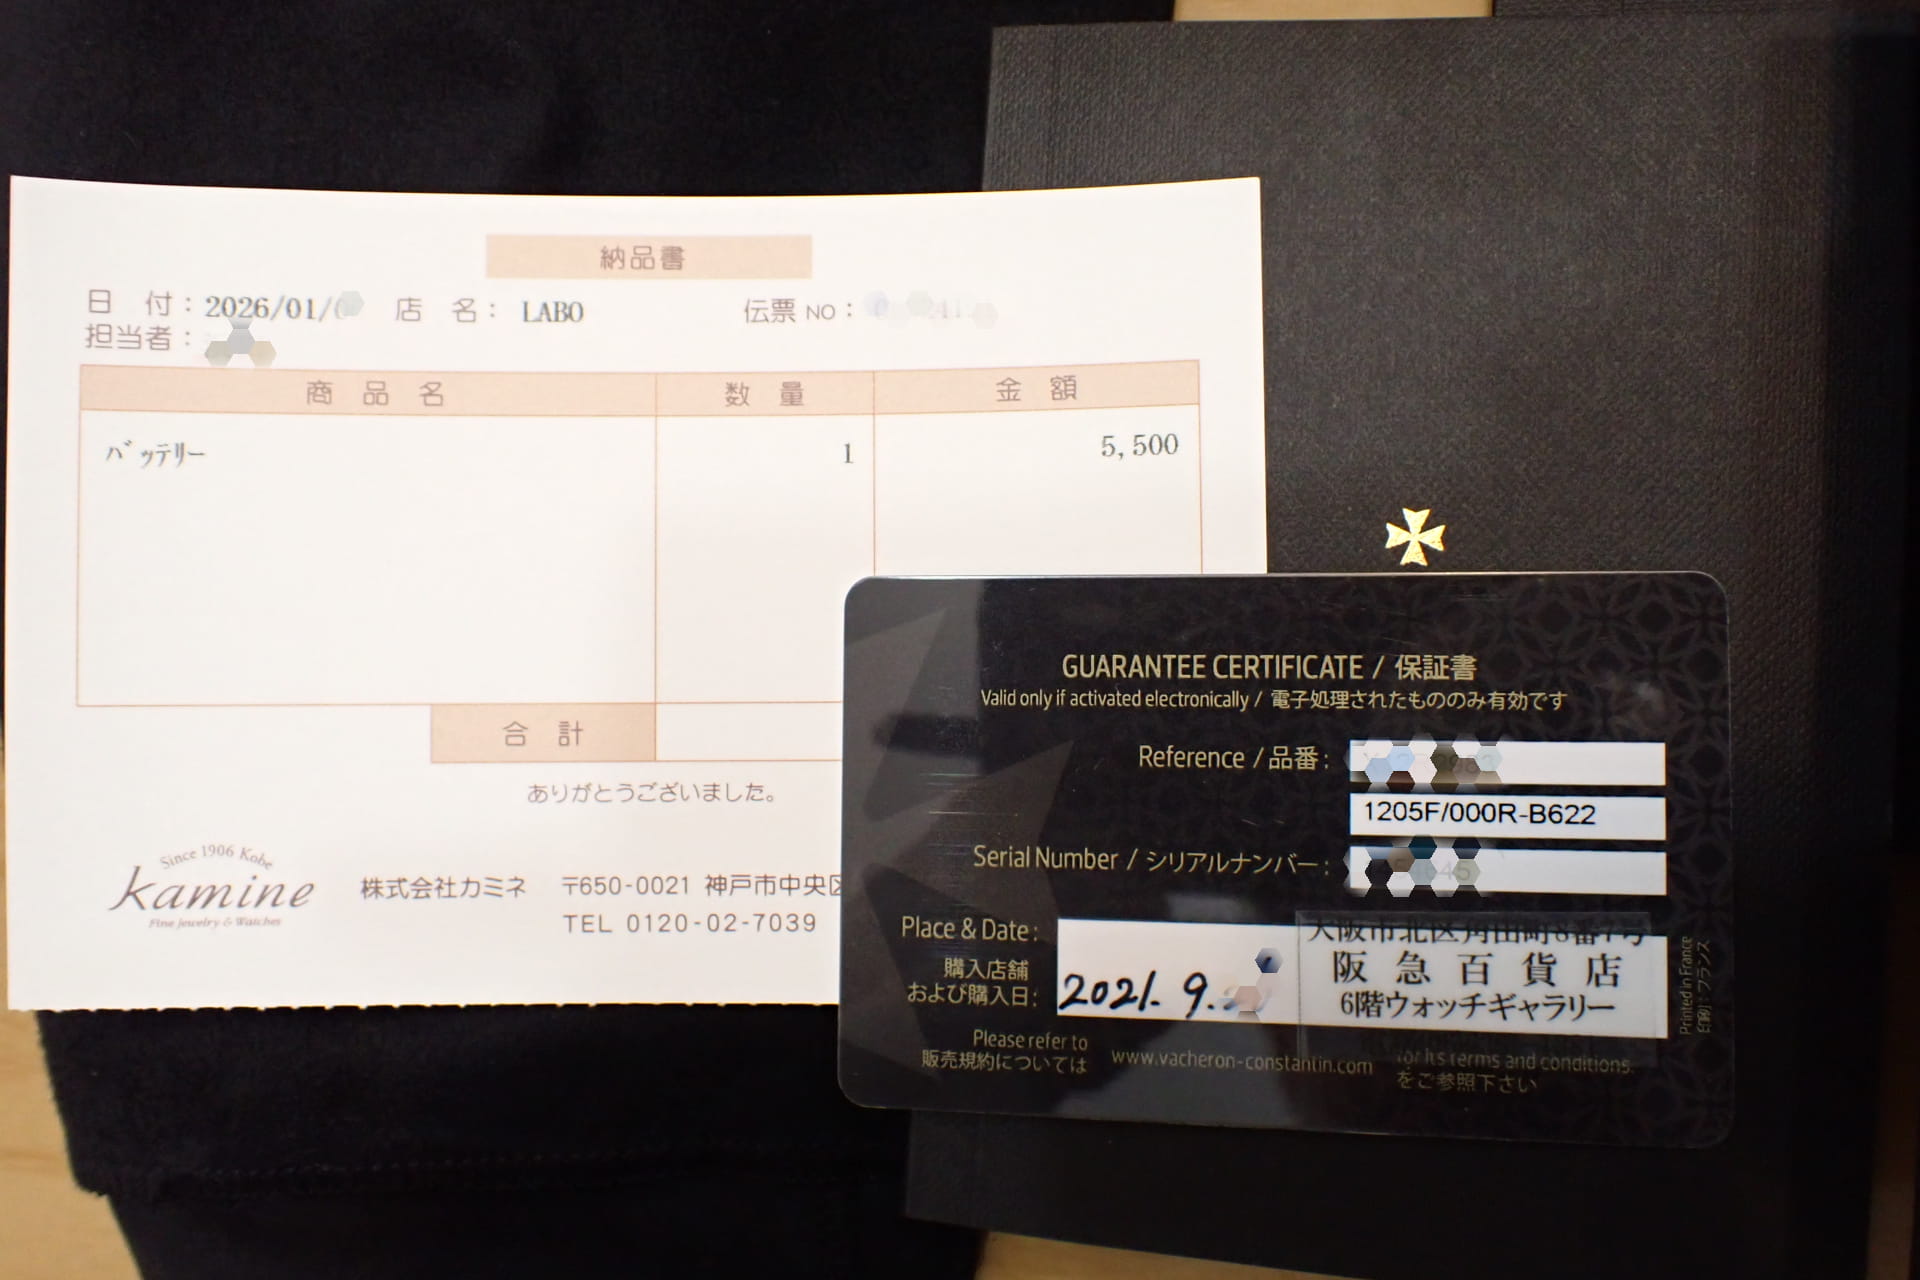 納品書
日 付：2026/01/ 店 名： LABO 伝票 NO：
担当者：
商 品 名 数 量 金 額
バッテリー 1 5,500
合 計
ありがとうございました。
Since 1906 Kobe
kamine
Fine Jewelry & Watches
株式会社カミネ 〒650-0021 神戸市中央区
TEL 0120-02-7039
GUARANTEE CERTIFICATE / 保証書
Valid only if activated electronically / 電子処理されたもののみ有効です
Reference / 品番:
1205F/000R-B622
Serial Number / シリアルナンバー:
Place & Date:
購入店舗
および購入日:
2021. 9.
大阪市北区角田町8番7号
阪急百貨店
6階ウォッチギャラリー
Please refer to
販売規約については
www.vacheron-constantin.com
for its terms and conditions.
をご参照下さい
Printed in France
印刷：フランス